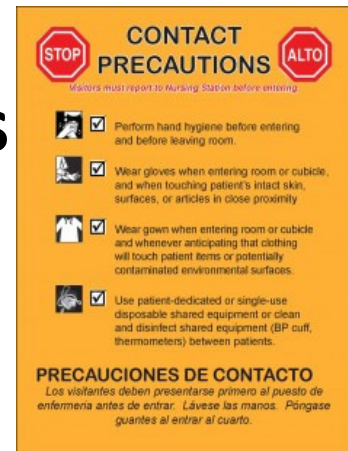 CONTACT
PRECAUTIONS
STOP
ALTO
Visitors must report to Nursing Station before entering.
Perform hand hygiene before entering
and before leaving room.
S
Wear gloves when entering room or cubicle,
and when touching patient's intact skin,
surfaces, or articles in close proximity
Wear gown when entering room or cubicle
and whenever anticipating that clothing
will touch patient items or potentially
contaminated environmental surfaces.
Use patient-dedicated or single-use
disposable shared equipment or clean
and disinfect shared equipment (BP cuff,
thermometers) between patients.
PRECAUCIONES DE CONTACTO
Los visitantes deben presentarse primero al puesto de
enfermeria antes de entrar. Lávese las manos. Póngase
guantes al entrar al cuarto.